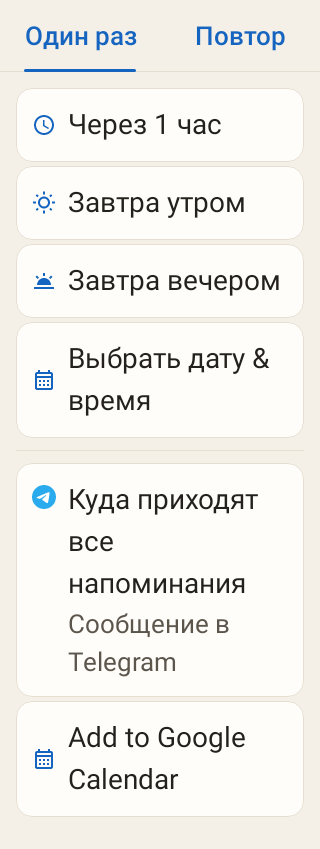 Один раз
Повтор
Через 1 час
Завтра утром
Завтра вечером
Выбрать дату &
время
Куда приходят
все
напоминания
Сообщение в
Telegram
Add to Google
Calendar